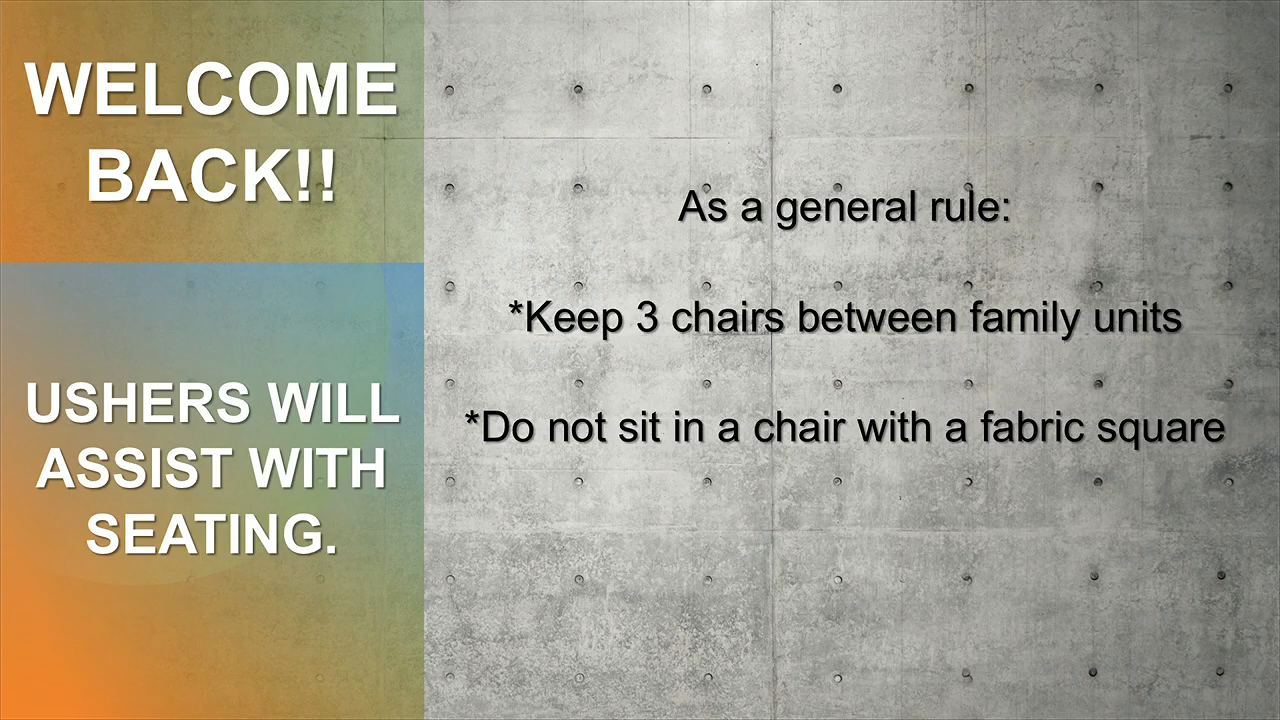 WELCOME
BACK!!
USHERS WILL
ASSIST WITH
SEATING.
As a general rule:
*Keep 3 chairs between family units
*Do not sit in a chair with a fabric square